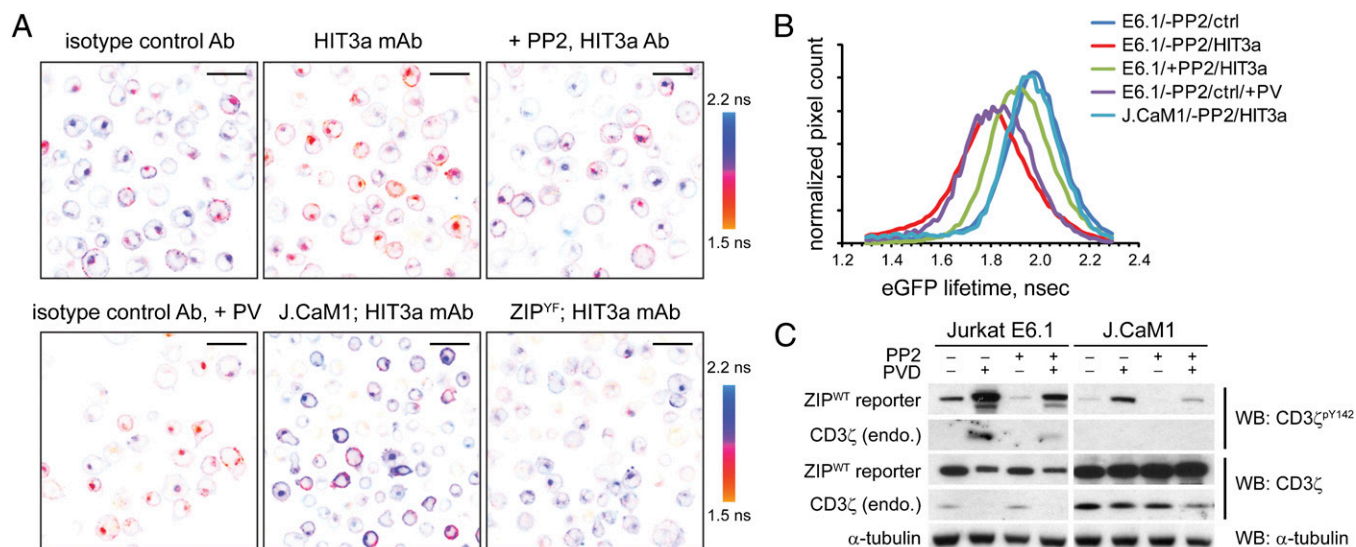 A
isotype control Ab
HIT3a mAb
+ PP2, HIT3a Ab
2.2 ns
1.5 ns
isotype control Ab, + PV
J.CaM1; HIT3a mAb
ZIPYF; HIT3a mAb
2.2 ns
1.5 ns
B
E6.1/-PP2/ctrl
E6.1/-PP2/HIT3a
E6.1/+PP2/HIT3a
E6.1/-PP2/ctrl/+PV
J.CaM1/-PP2/HIT3a
normalized pixel count
1.2 1.4 1.6 1.8 2.0 2.2 2.4
eGFP lifetime, nsec
C
Jurkat E6.1 J.CaM1
– – + + PP2 – – + +
– + – + PVD – + – +
ZIPWT reporter
CD3ζ (endo.)
WB: CD3ζpY142
ZIPWT reporter
CD3ζ (endo.)
WB: CD3ζ
α-tubulin
WB: α-tubulin